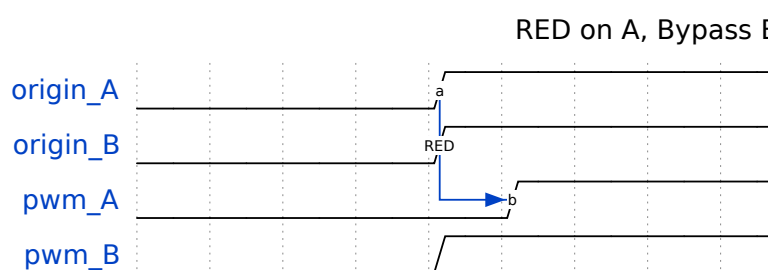 RED on A, Bypass
origin_A
a
origin_B
RED
pwm_A
b
pwm_B